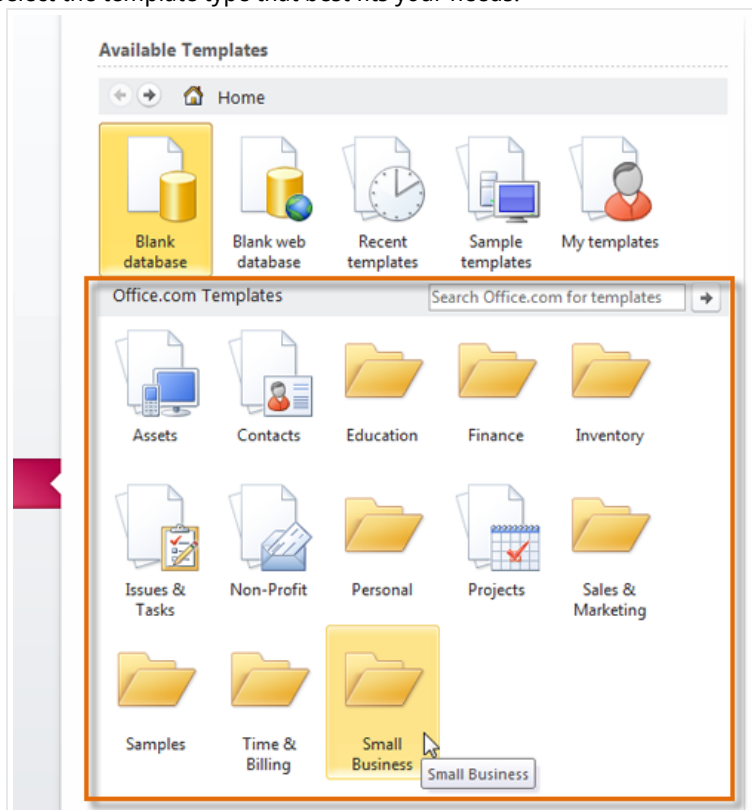 select the template type that best fits your needs.
Available Templates
Home
Blank database
Blank web database
Recent templates
Sample templates
My templates
Office.com Templates
Search Office.com for templates
Assets
Contacts
Education
Finance
Inventory
Issues & Tasks
Non-Profit
Personal
Projects
Sales & Marketing
Samples
Time & Billing
Small Business
Small Business